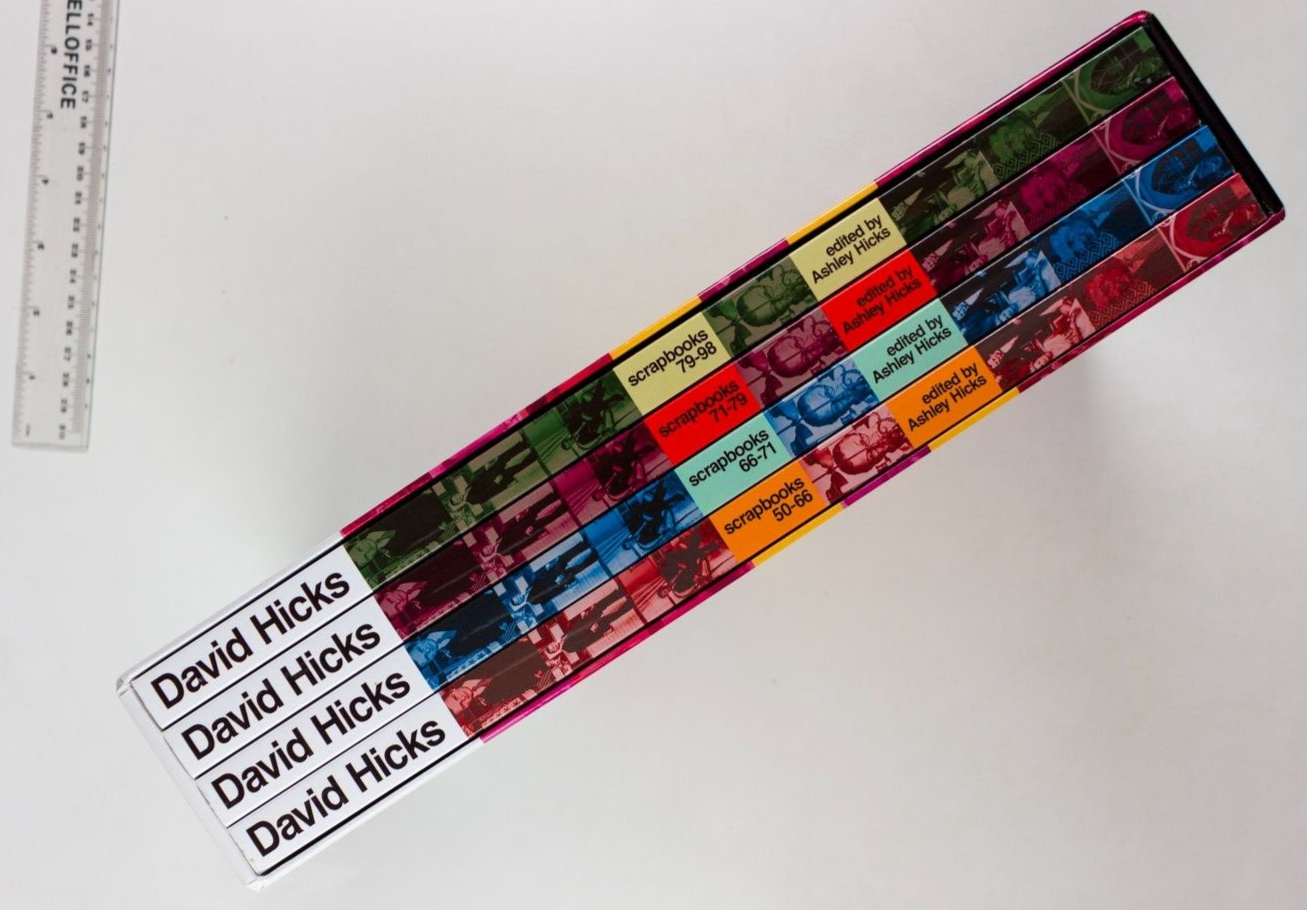 ELLOFFICE
David Hicks
scrapbooks
79-98
edited by
Ashley Hicks
David Hicks
scrapbooks
71-79
edited by
Ashley Hicks
David Hicks
scrapbooks
66-71
edited by
Ashley Hicks
David Hicks
scrapbooks
50-66
edited by
Ashley Hicks